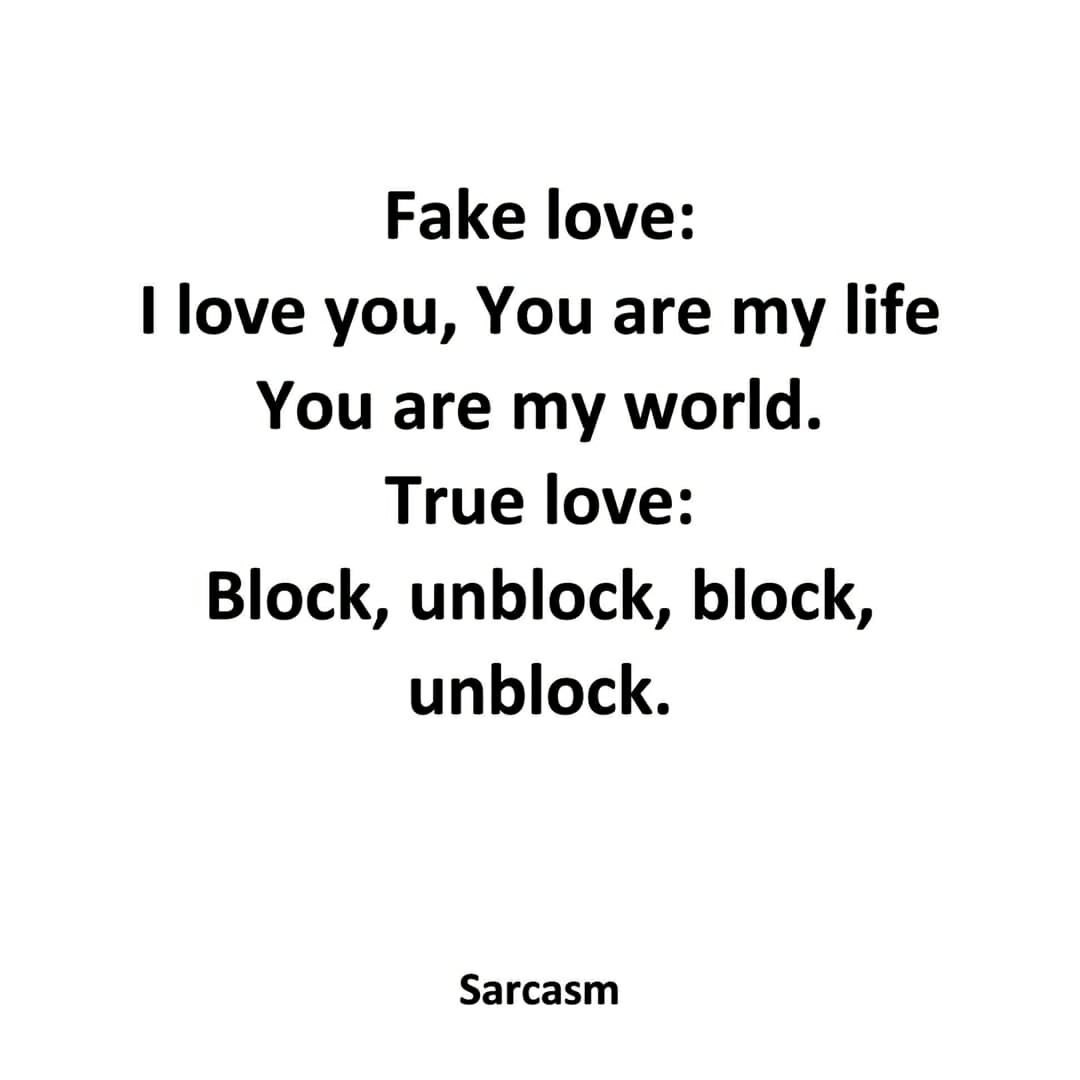 Fake love:
I love you, You are my life
You are my world.
True love:
Block, unblock, block,
unblock.
Sarcasm